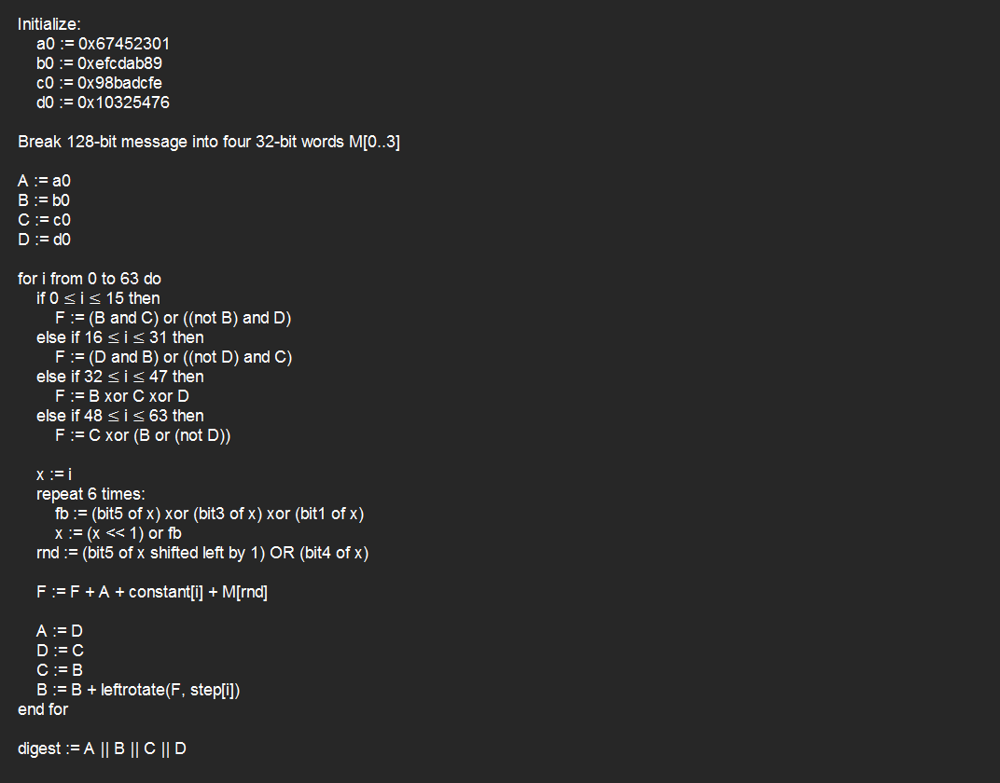 Initialize:
a0 := 0x67452301
b0 := 0xefcdab89
c0 := 0x98badcfe
d0 := 0x10325476
Break 128-bit message into four 32-bit words M[0..3]
A := a0
B := b0
C := c0
D := d0
for i from 0 to 63 do
if 0 ≤ i ≤ 15 then
F := (B and C) or ((not B) and D)
else if 16 ≤ i ≤ 31 then
F := (D and B) or ((not D) and C)
else if 32 ≤ i ≤ 47 then
F := B xor C xor D
else if 48 ≤ i ≤ 63 then
F := C xor (B or (not D))
x := i
repeat 6 times:
fb := (bit5 of x) xor (bit3 of x) xor (bit1 of x)
x := (x << 1) or fb
rnd := (bit5 of x shifted left by 1) OR (bit4 of x)
F := F + A + constant[i] + M[rnd]
A := D
D := C
C := B
B := B + leftrotate(F, step[i])
end for
digest := A || B || C || D